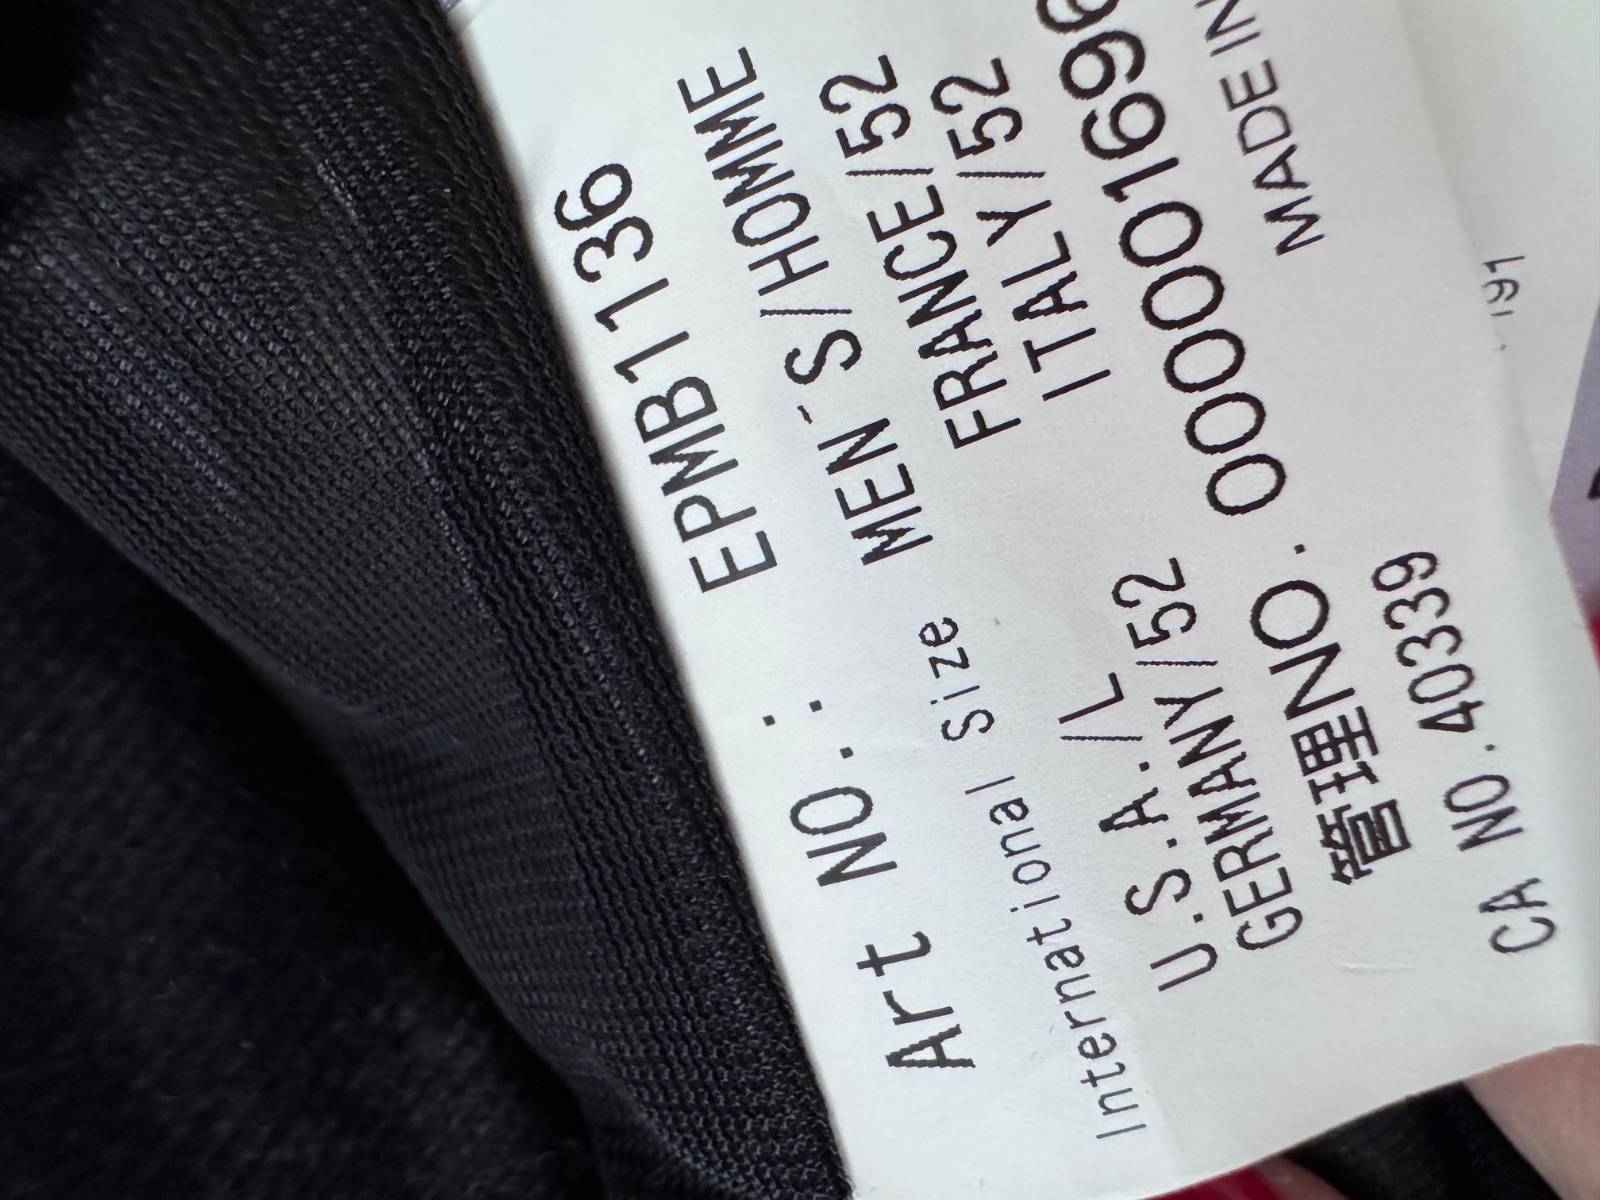 Art NO.: EPMB1136
International Size MEN'S/HOMME
U.S.A./L FRANCE/52
GERMANY/52 ITALY/52
管理NO. 00001696
CA NO.40339 MADE IN
191